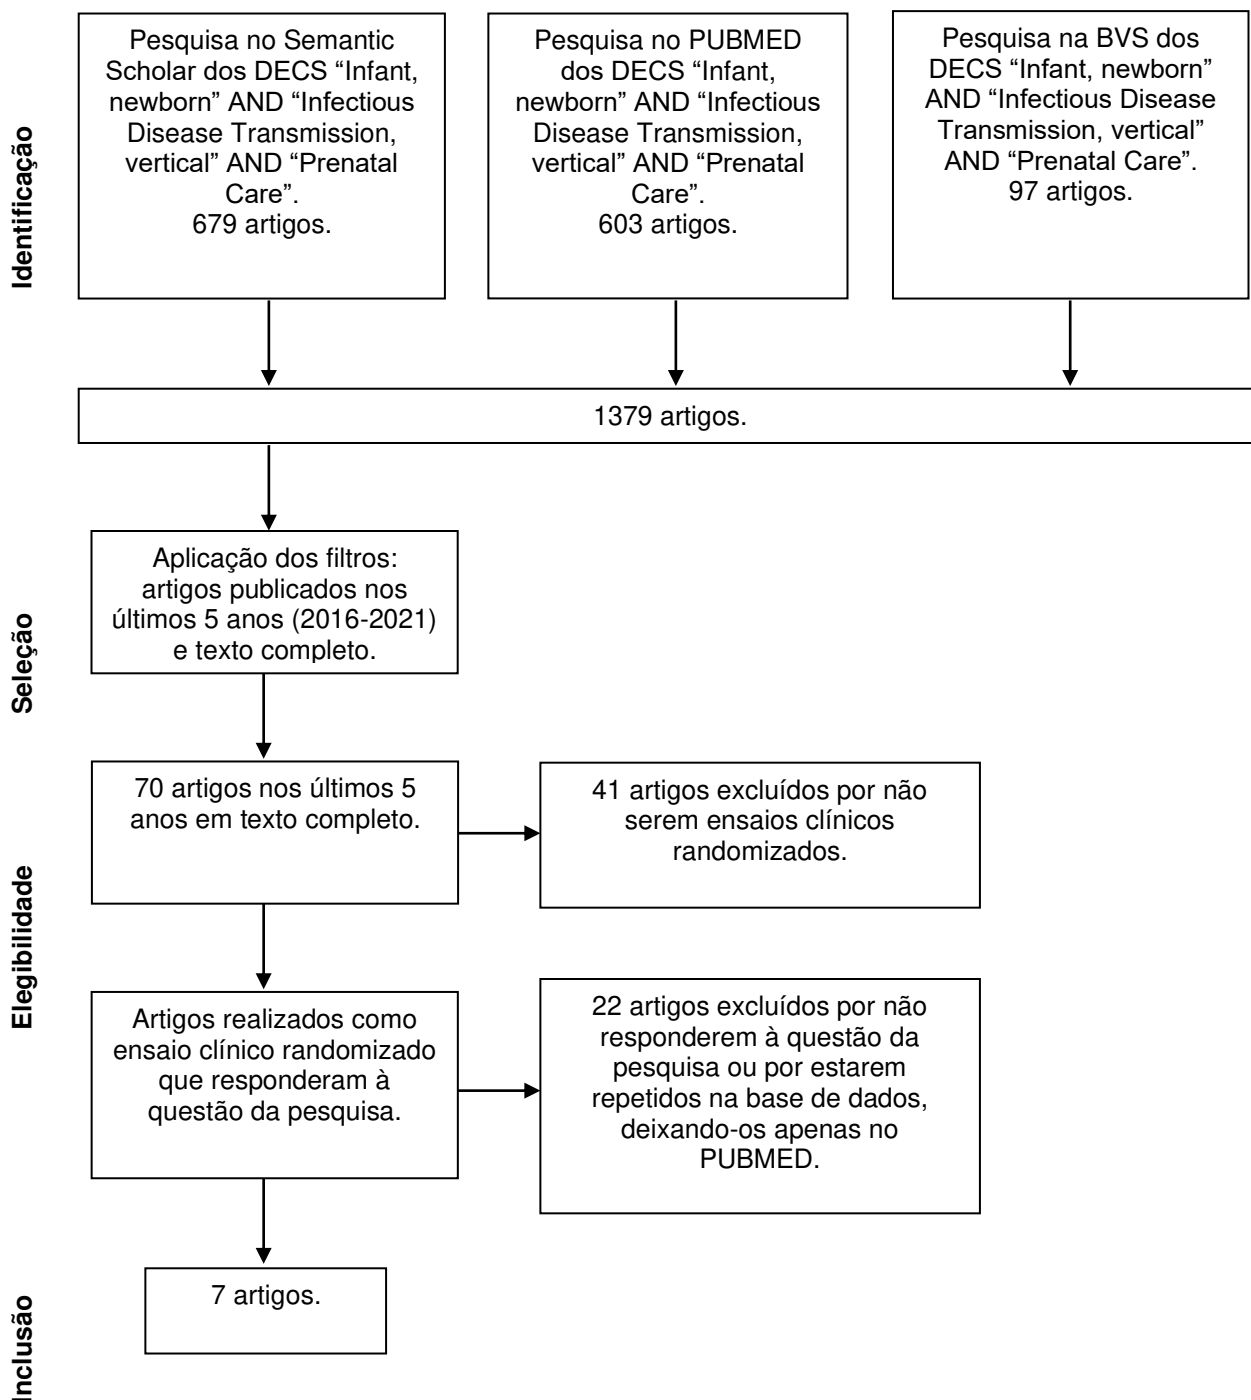 Identificação
Pesquisa no Semantic
Scholar dos DECS “Infant,
newborn” AND “Infectious
Disease Transmission,
vertical” AND “Prenatal
Care”.
679 artigos.
Pesquisa no PUBMED
dos DECS “Infant,
newborn” AND “Infectious
Disease Transmission,
vertical” AND “Prenatal
Care”.
603 artigos.
Pesquisa na BVS dos
DECS “Infant, newborn”
AND “Infectious Disease
Transmission, vertical”
AND “Prenatal Care”.
97 artigos.
1379 artigos.
Seleção
Aplicação dos filtros:
artigos publicados nos
últimos 5 anos (2016-2021)
e texto completo.
Elegibilidade
70 artigos nos últimos 5
anos em texto completo.
41 artigos excluídos por não
serem ensaios clínicos
randomizados.
Artigos realizados como
ensaio clínico randomizado
que responderam à
questão da pesquisa.
22 artigos excluídos por não
responderem à questão da
pesquisa ou por estarem
repetidos na base de dados,
deixando-os apenas no
PUBMED.
Inclusão
7 artigos.